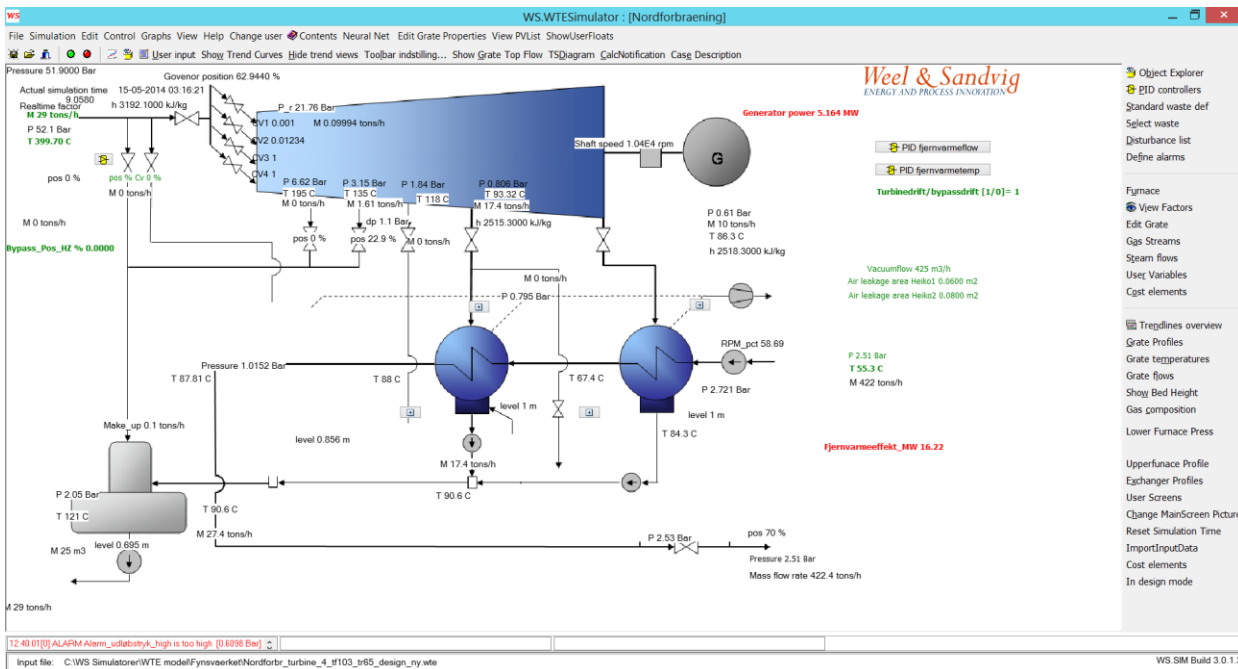 WS
WS.WTESimulator : [Nordforbraening]
File Simulation Edit Control Graphs View Help Change user Contents Neural Net Edit Grate Properties View PVList ShowUserFloats
User input Show Trend Curves Hide trend views Toolbar indstilling... Show Grate Top Flow TSDiagram CalcNotification Case Description
Pressure 51.9000 Bar
Govenor position 62.9440 %
Actual simulation time 15-05-2014 03:16:21
9.0580
Realtime factor
h 3192.1000 kJ/kg
M 29 tons/h
P 52.1 Bar
T 399.70 C
P_r 21.76 Bar
CV1 0.001
M 0.09994 tons/h
CV2 0.01234
CV3 1
CV4 1
Weel & Sandvig
ENERGY AND PROCESS INNOVATION
Generator power 5.164 MW
Shaft speed 1.04E4 rpm
G
PID fjernvarmeflow
PID fjernvarmetemp
Turbinedrift/bypassdrift [1/0]= 1
pos 0 %
pos % Cv 0 %
M 0 tons/h
M 0 tons/h
Bypass_Pos_HZ % 0.0000
P 6.62 Bar
T 195 C
M 0 tons/h
P 3.15 Bar
T 135 C
M 1.61 tons/h
P 1.84 Bar
T 118 C
P 0.806 Bar
T 93.32 C
M 17.4 tons/h
dp 1.1 Bar
h 2515.3000 kJ/kg
pos 0 %
pos 22.9 %
M 0 tons/h
P 0.61 Bar
M 10 tons/h
T 86.3 C
h 2518.3000 kJ/kg
M 0 tons/h
P 0.795 Bar
Vacuumflow 425 m3/h
Air leakage area Heiko1 0.0600 m2
Air leakage area Heiko2 0.0800 m2
RPM_pct 58.69
Pressure 1.0152 Bar
T 87.81 C
T 88 C
T 67.4 C
P 2.721 Bar
P 2.51 Bar
T 55.3 C
M 422 tons/h
level 1 m
level 1 m
Make_up 0.1 tons/h
level 0.856 m
T 84.3 C
Fjernvarmeeffekt_MW 16.22
M 17.4 tons/h
P 2.05 Bar
T 121 C
T 90.6 C
T 90.6 C
M 27.4 tons/h
level 0.695 m
M 25 m3
P 2.53 Bar
pos 70 %
Pressure 2.51 Bar
Mass flow rate 422.4 tons/h
M 29 tons/h
Object Explorer
PID controllers
Standard waste def
Select waste
Disturbance list
Define alarms
Furnace
View Factors
Edit Grate
Gas Streams
Steam flows
User Variables
Cost elements
Trendlines overview
Grate Profiles
Grate temperatures
Grate flows
Show Bed Height
Gas composition
Lower Furnace Press
Upperfunace Profile
Exchanger Profiles
User Screens
Change MainScreen Picture
Reset Simulation Time
ImportInputData
Cost elements
In design mode
12:40:01[0] ALARM Alarm_udløbstryk_high is too high [0.6098 Bar]
Input file: C:\WS Simulatorer\WTE model\Fynsvaerket\Nordforbr_turbine_4_tf103_tr65_design_ny.wte
WS.SIM Build 3.0.1.